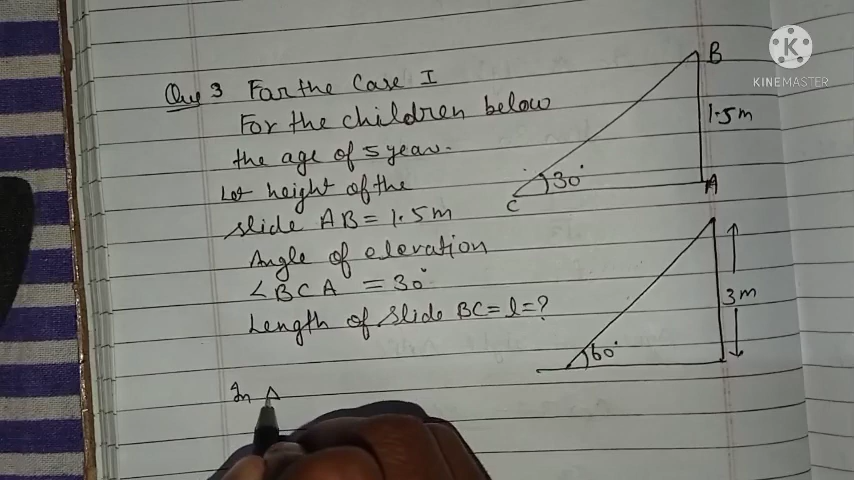 Que 3 For the Case I
For the children below
the age of 5 year.
Let height of the
slide AB = 1.5m
Angle of elevation
∠BCA = 30°
Length of slide BC = l = ?
In Δ
B
1.5m
A
30°
C
3m
60°
K
KINEMASTER